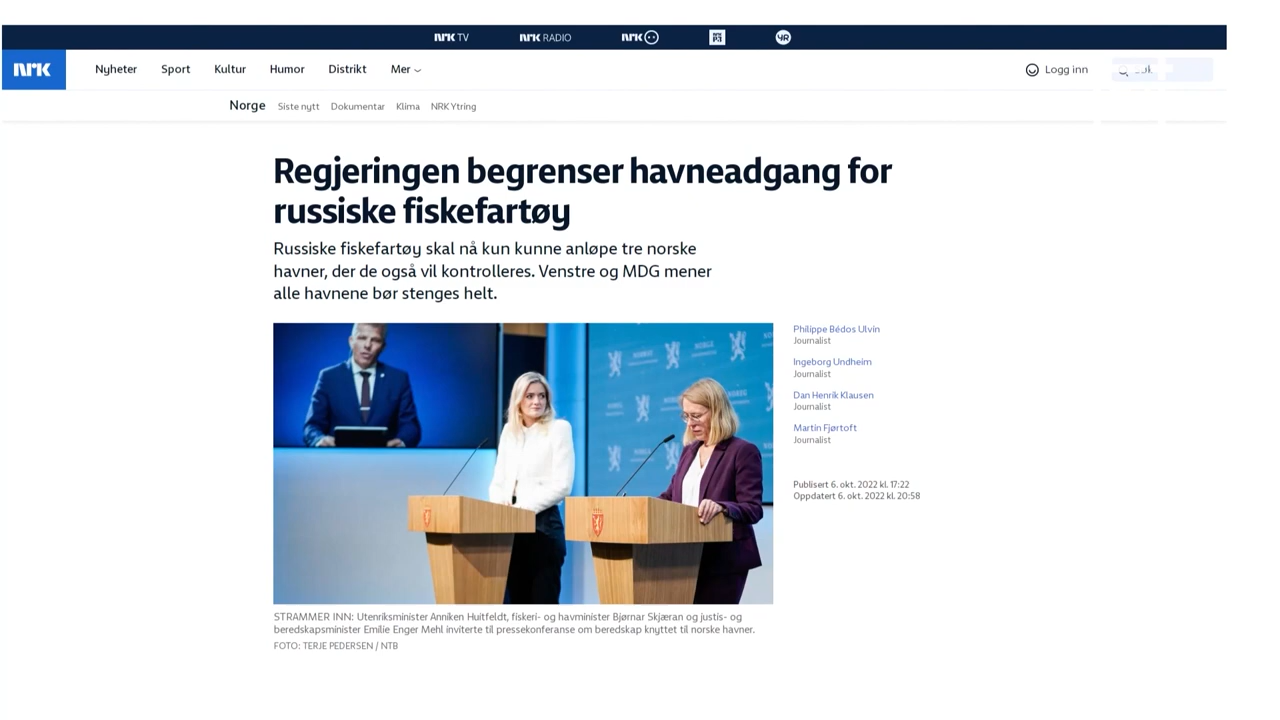 nrk TV nrk RADIO nrk NRK P3 YR
nrk Nyheter Sport Kultur Humor Distrikt Mer Logg inn
Norge Siste nytt Dokumentar Klima NRK Ytring
Regjeringen begrenser havneadgang for
russiske fiskefartøy
Russiske fiskefartøy skal nå kun kunne anløpe tre norske
havner, der de også vil kontrolleres. Venstre og MDG mener
alle havnene bør stenges helt.
Philippe Bédos Ulvin
Journalist
Ingeborg Undheim
Journalist
Dan Henrik Klausen
Journalist
Martin Fjørtoft
Journalist
Publisert 6. okt. 2022 kl. 17:22
Oppdatert 6. okt. 2022 kl. 20:58
STRAMMER INN: Utenriksminister Anniken Huitfeldt, fiskeri- og havminister Bjørnar Skjæran og justis- og
beredskapsminister Emilie Enger Mehl inviterte til pressekonferanse om beredskap knyttet til norske havner.
FOTO: TERJE PEDERSEN / NTB